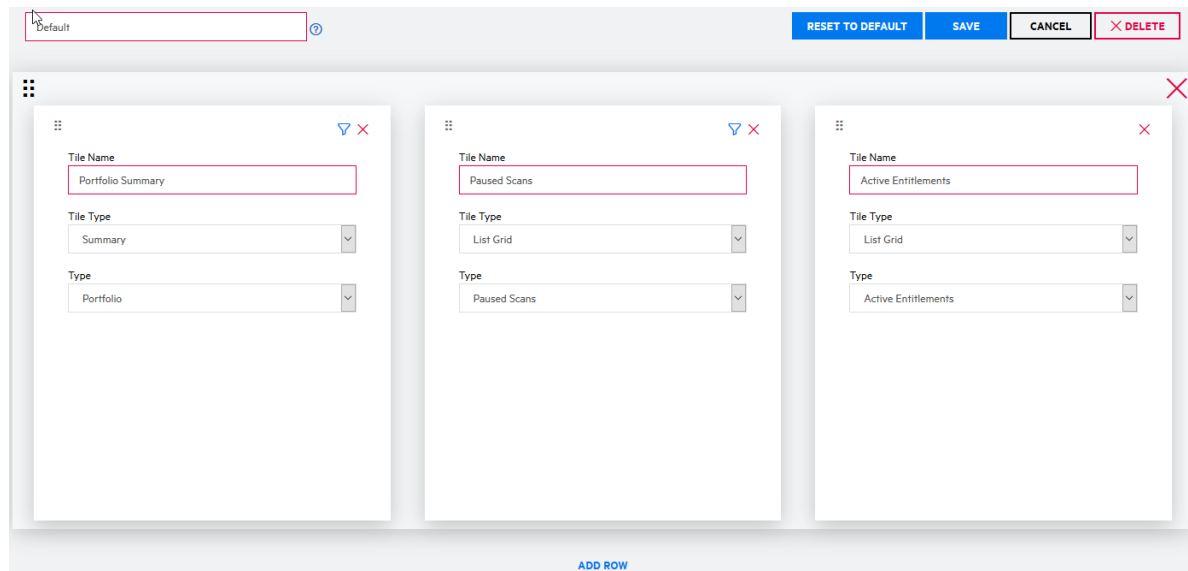 Default
RESET TO DEFAULT SAVE CANCEL DELETE
Tile Name
Portfolio Summary
Tile Type
Summary
Type
Portfolio
Tile Name
Paused Scans
Tile Type
List Grid
Type
Paused Scans
Tile Name
Active Entitlements
Tile Type
List Grid
Type
Active Entitlements
ADD ROW